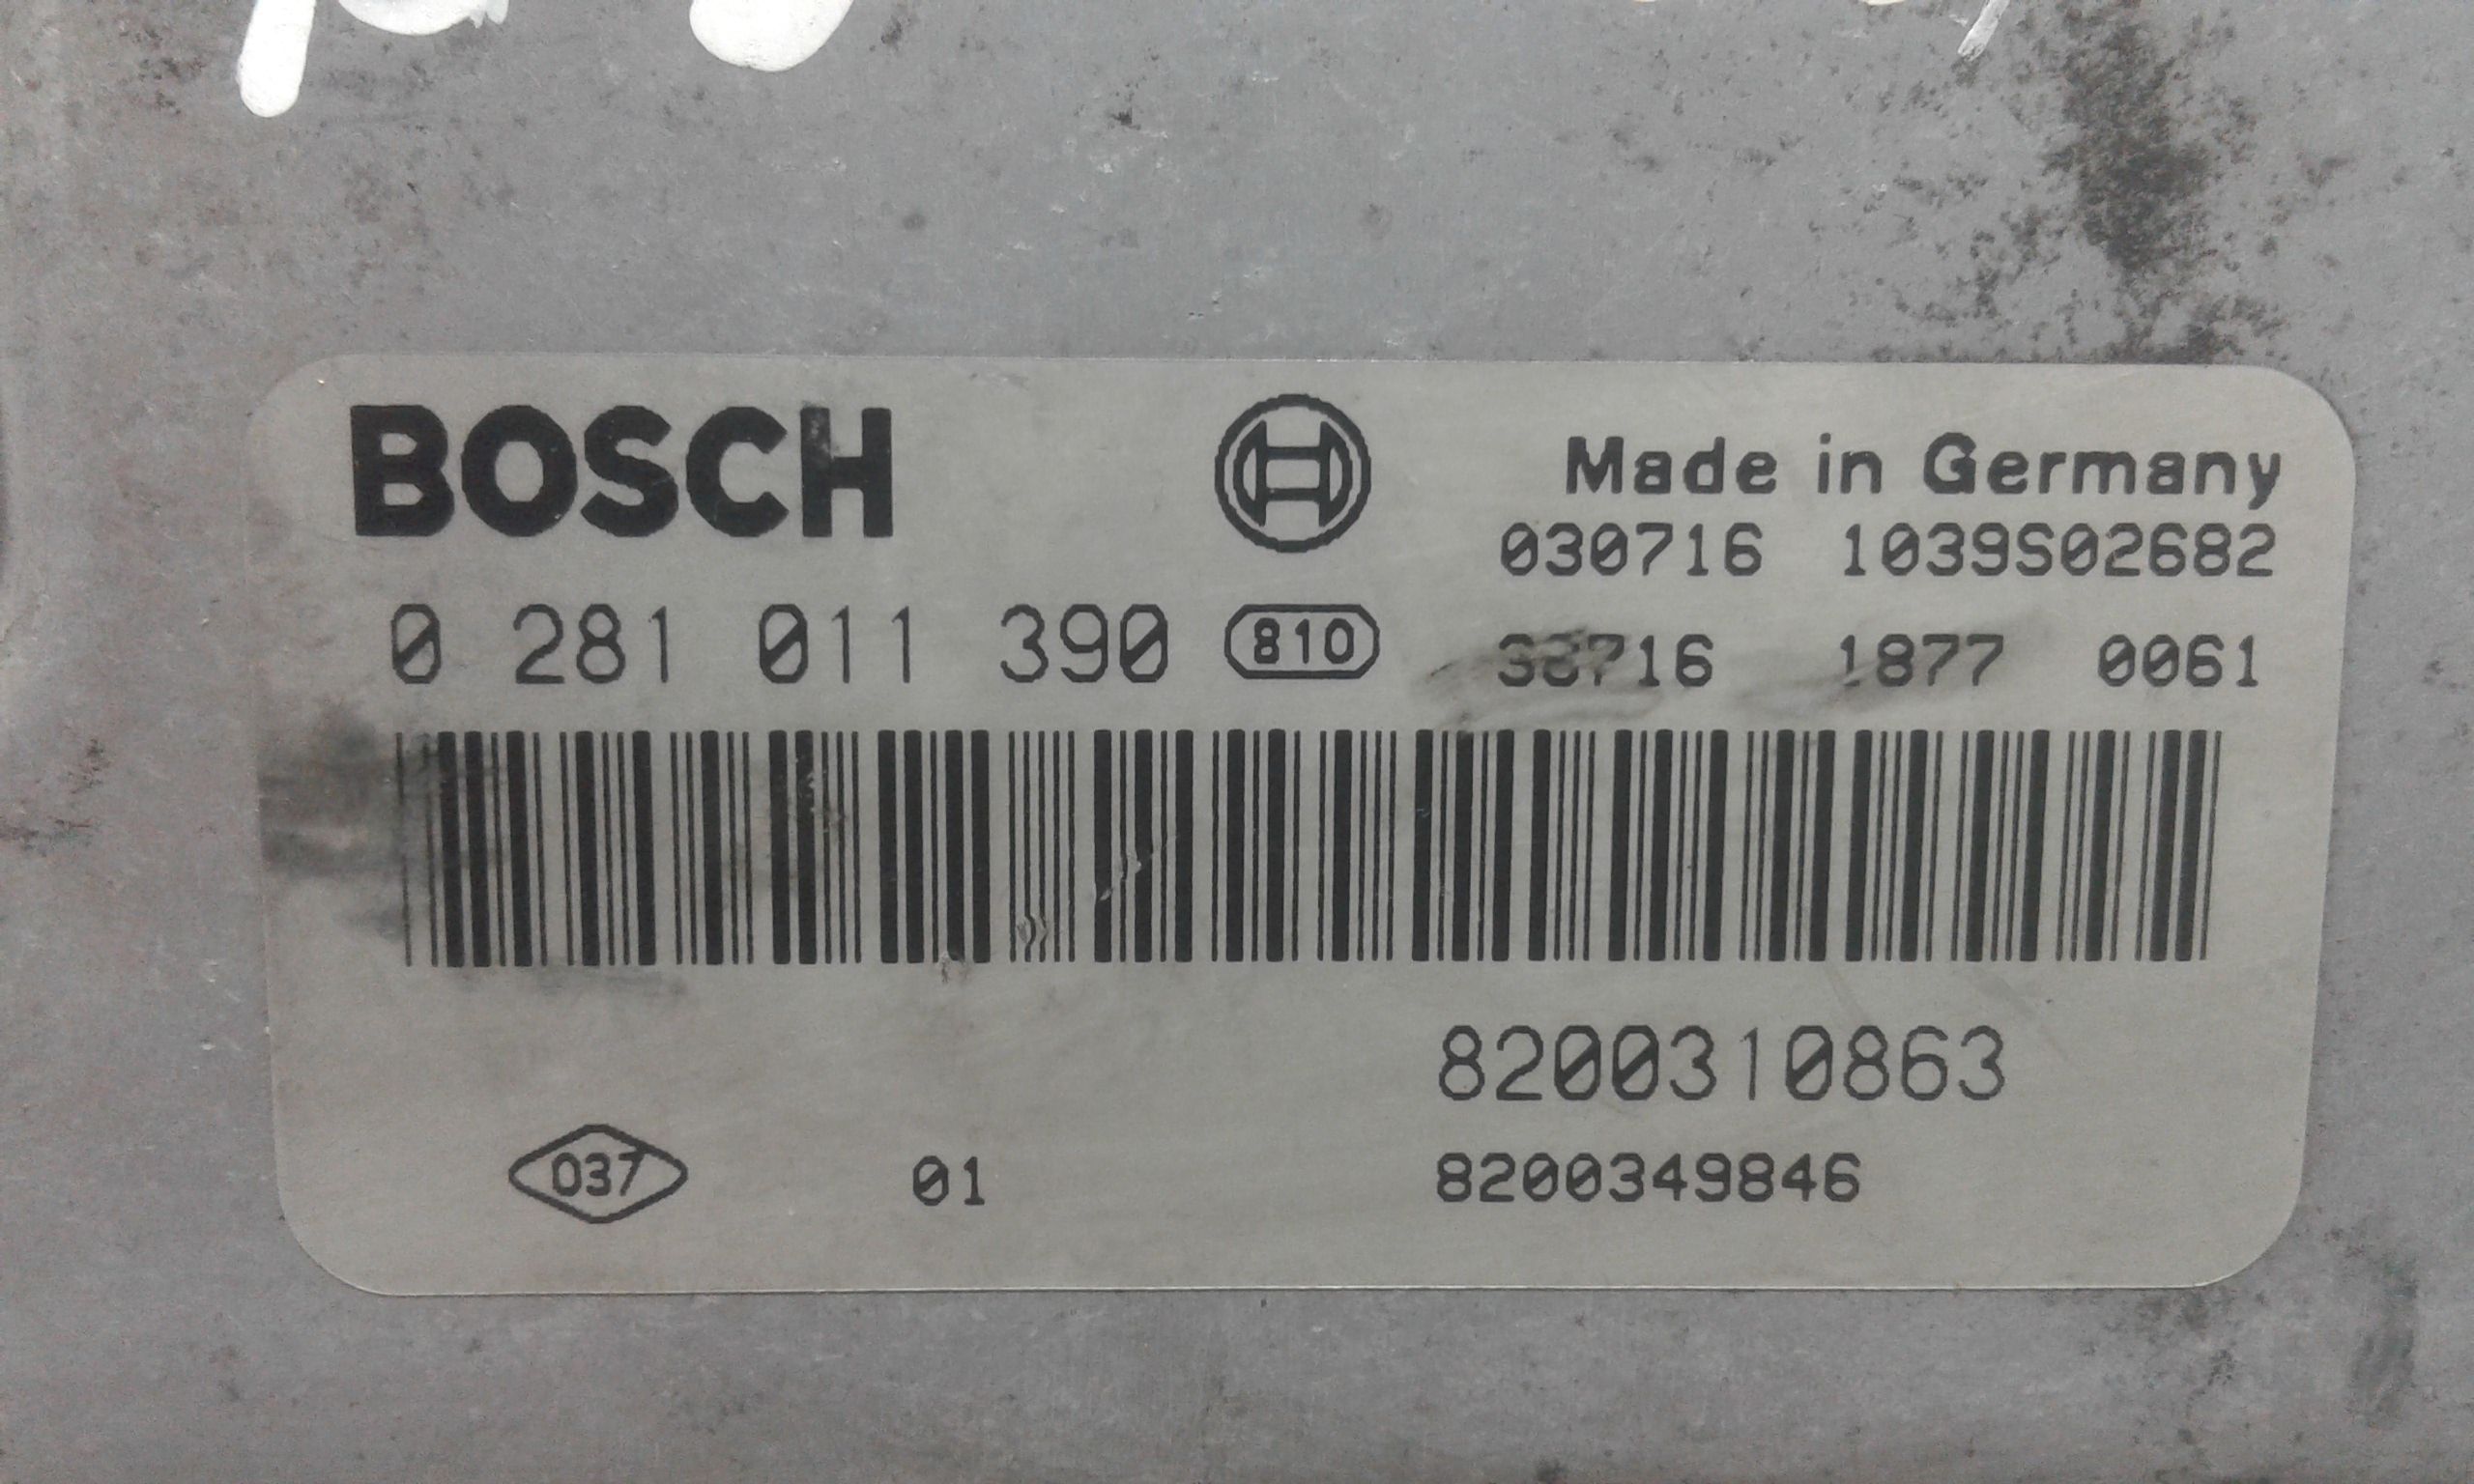 BOSCH
Made in Germany
030716 1039S02682
0 281 011 390 810 1877 0061
8200310863
037 01 8200349846